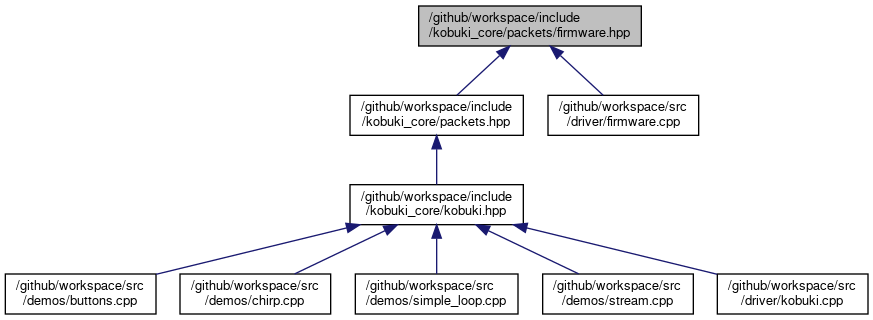 /github/workspace/include
/kobuki_core/packets/firmware.hpp
/github/workspace/include
/kobuki_core/packets.hpp
/github/workspace/src
/driver/firmware.cpp
/github/workspace/include
/kobuki_core/kobuki.hpp
/github/workspace/src
/demos/buttons.cpp
/github/workspace/src
/demos/chirp.cpp
/github/workspace/src
/demos/simple_loop.cpp
/github/workspace/src
/demos/stream.cpp
/github/workspace/src
/driver/kobuki.cpp